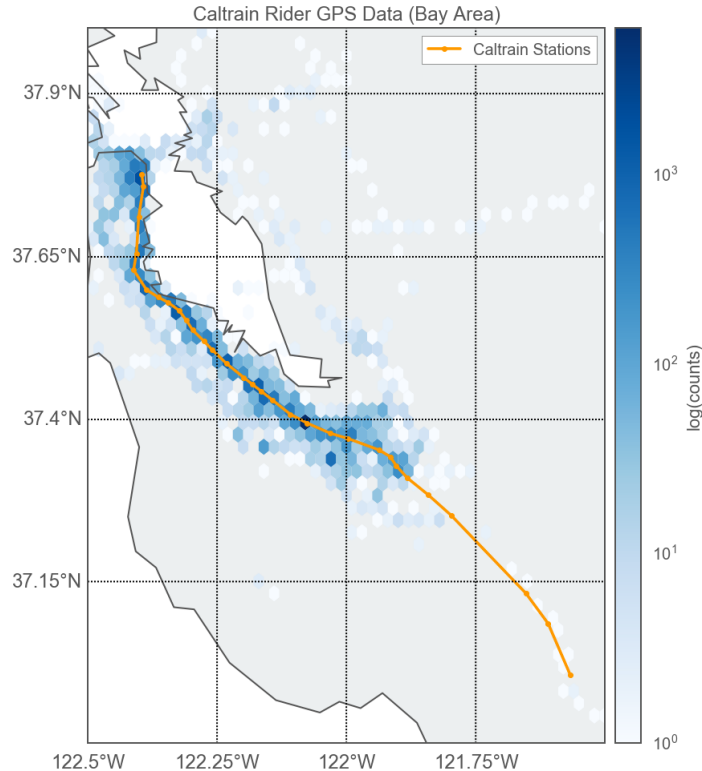 Caltrain Rider GPS Data (Bay Area)
Caltrain Stations
37.9°N
37.65°N
37.4°N
37.15°N
122.5°W
122.25°W
122°W
121.75°W
10³
10²
10¹
10⁰
log(counts)